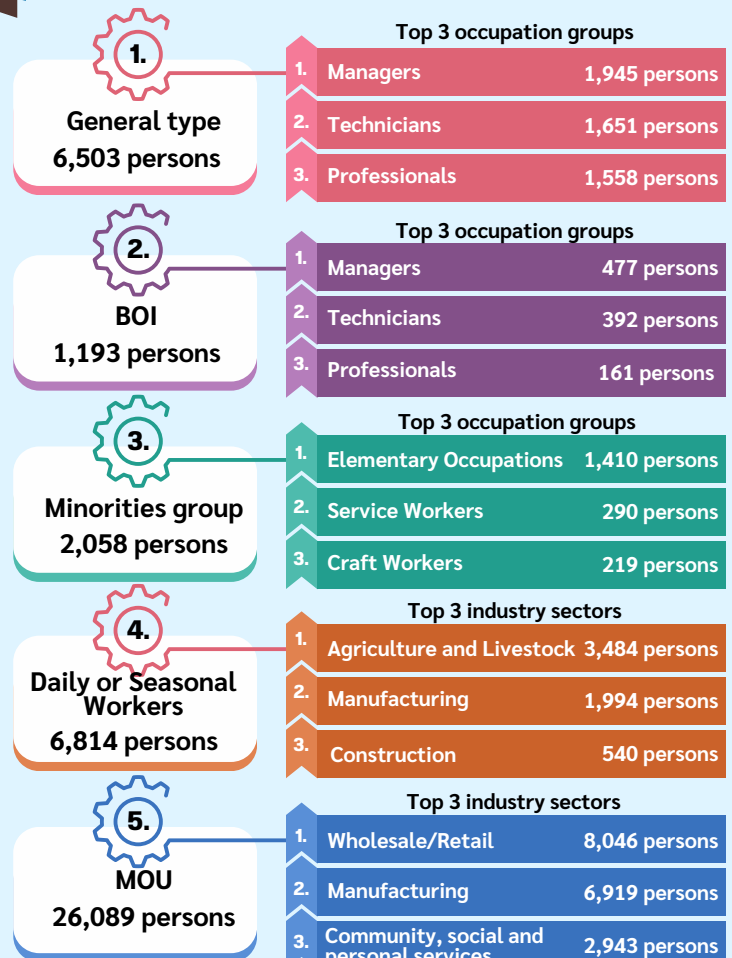 1.
General type
6,503 persons
Top 3 occupation groups
1. Managers 1,945 persons
2. Technicians 1,651 persons
3. Professionals 1,558 persons
2.
BOI
1,193 persons
Top 3 occupation groups
1. Managers 477 persons
2. Technicians 392 persons
3. Professionals 161 persons
3.
Minorities group
2,058 persons
Top 3 occupation groups
1. Elementary Occupations 1,410 persons
2. Service Workers 290 persons
3. Craft Workers 219 persons
4.
Daily or Seasonal
Workers
6,814 persons
Top 3 industry sectors
1. Agriculture and Livestock 3,484 persons
2. Manufacturing 1,994 persons
3. Construction 540 persons
5.
MOU
26,089 persons
Top 3 industry sectors
1. Wholesale/Retail 8,046 persons
2. Manufacturing 6,919 persons
3. Community, social and
personal services 2,943 persons